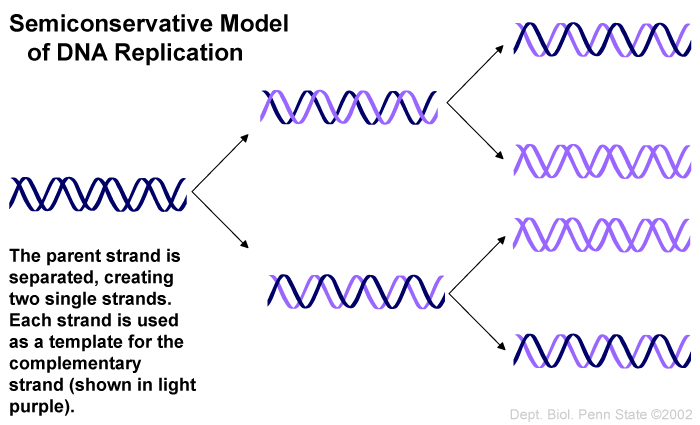 Semiconservative Model
of DNA Replication
The parent strand is
separated, creating
two single strands.
Each strand is used
as a template for the
complementary
strand (shown in light
purple).
Dept. Biol. Penn State ©2002